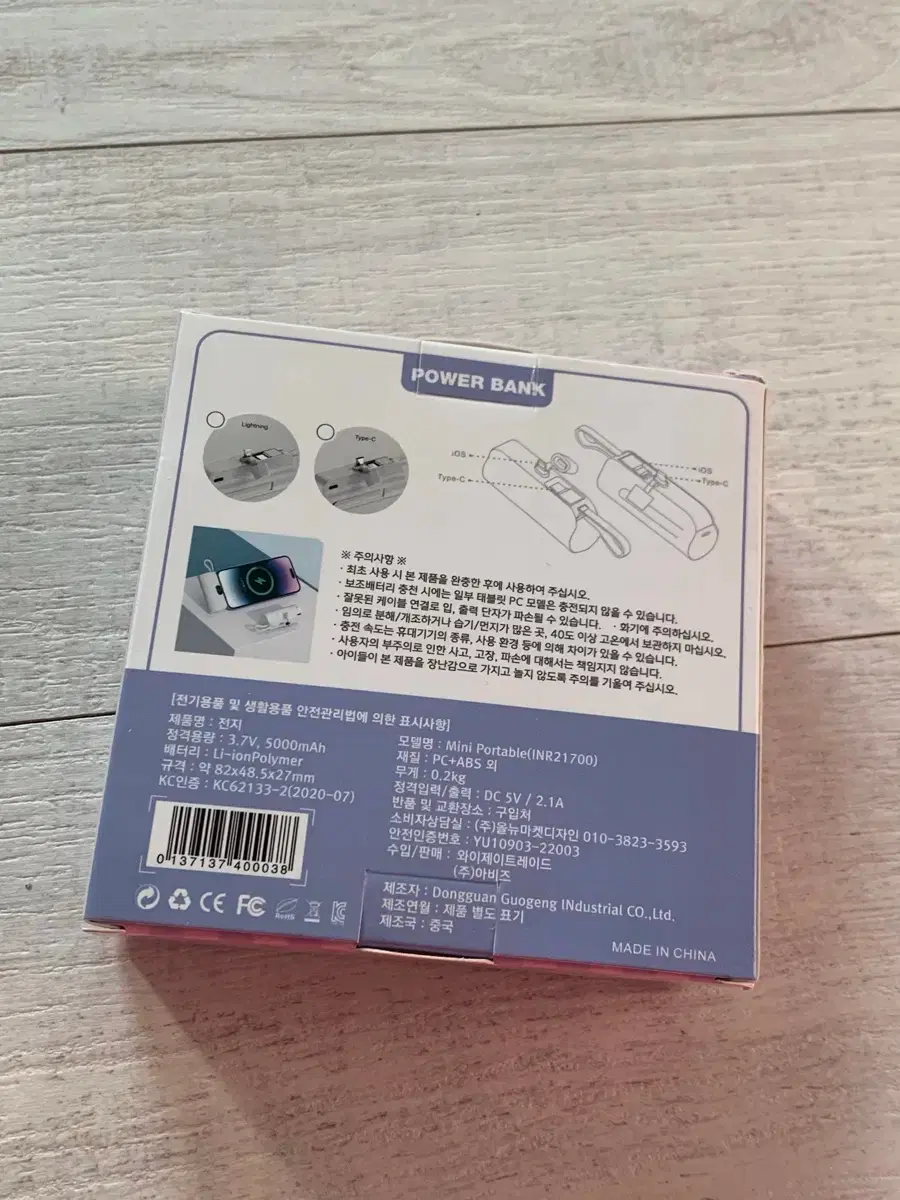 POWER BANK
Lightning
Type-C
iOS
Type-C
iOS
Type-C
※ 주의사항 ※
· 최초 사용 시 본 제품을 완충한 후에 사용하여 주십시오.
· 보조배터리 충천 시에는 일부 태블릿 PC 모델은 충전되지 않을 수 있습니다.
· 잘못된 케이블 연결로 입, 출력 단자가 파손될 수 있습니다. · 화기에 주의하십시오.
· 임의로 분해/개조하거나 습기/먼지가 많은 곳, 40도 이상 고온에서 보관하지 마십시오.
· 충전 속도는 휴대기기의 종류, 사용 환경 등에 의해 차이가 있을 수 있습니다.
· 사용자의 부주의로 인한 사고, 고장, 파손에 대해서는 책임지지 않습니다.
· 아이들이 본 제품을 장난감으로 가지고 놀지 않도록 주의를 기울여 주십시오.
[전기용품 및 생활용품 안전관리법에 의한 표시사항]
제품명 : 전지
정격용량 : 3.7V, 5000mAh
배터리 : Li-ionPolymer
규격 : 약 82x48.5x27mm
KC인증 : KC62133-2(2020-07)
모델명 : Mini Portable(INR21700)
재질 : PC+ABS 외
무게 : 0.2kg
정격입력/출력 : DC 5V / 2.1A
반품 및 교환장소 : 구입처
소비자상담실 : (주)올뉴마켓디자인 010-3823-3593
안전인증번호 : YU10903-22003
수입/판매 : 와이제이트레이드
(주)아비즈
제조자 : Dongguan Guogeng INdustrial CO.,Ltd.
제조연월 : 제품 별도 표기
제조국 : 중국
0 137137 400038
CE FC RoHS
MADE IN CHINA